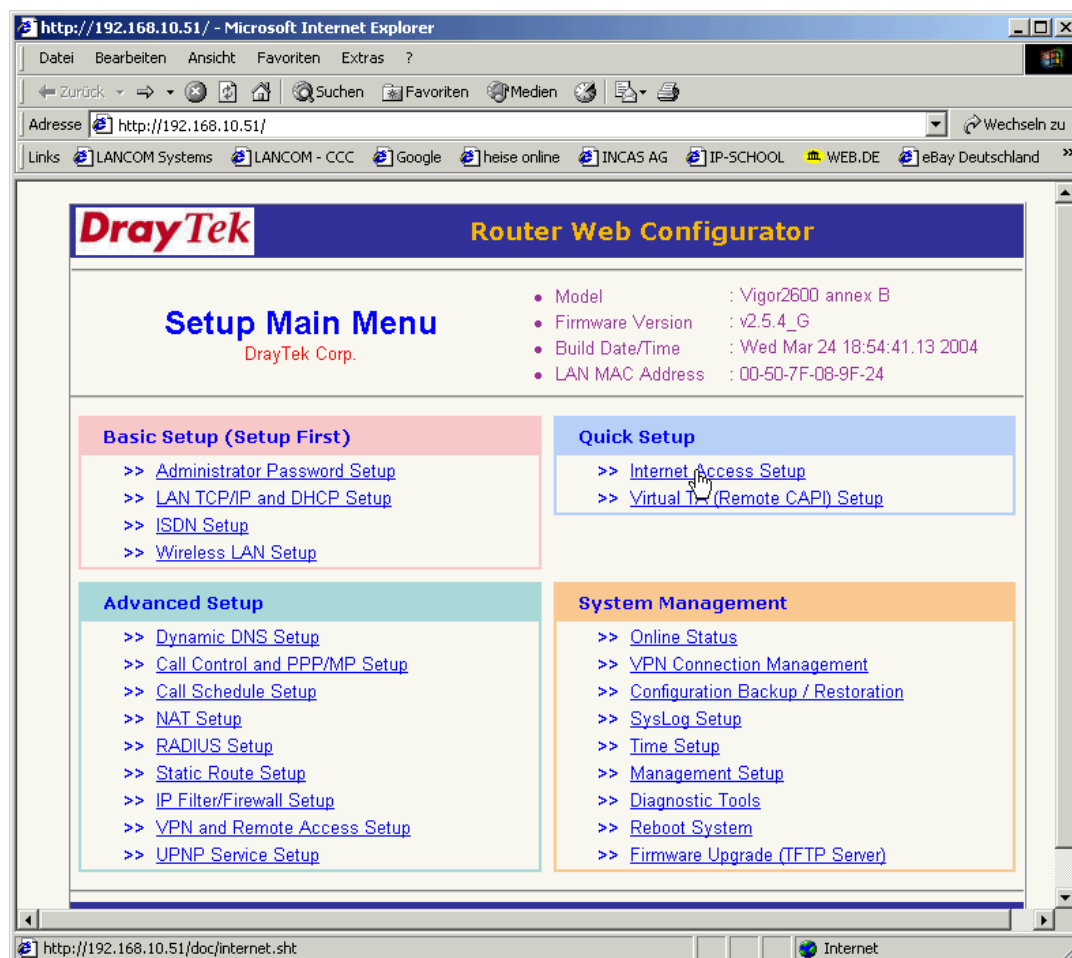 http://192.168.10.51/ - Microsoft Internet Explorer
Datei Bearbeiten Ansicht Favoriten Extras ?
Zurück Suchen Favoriten Medien
Adresse http://192.168.10.51/ Wechseln zu
Links LANCOM Systems LANCOM - CCC Google heise online INCAS AG IP-SCHOOL WEB.DE eBay Deutschland »
DrayTek Router Web Configurator
Setup Main Menu
DrayTek Corp.
• Model : Vigor2600 annex B
• Firmware Version : v2.5.4_G
• Build Date/Time : Wed Mar 24 18:54:41.13 2004
• LAN MAC Address : 00-50-7F-08-9F-24
Basic Setup (Setup First)
>> Administrator Password Setup
>> LAN TCP/IP and DHCP Setup
>> ISDN Setup
>> Wireless LAN Setup
Quick Setup
>> Internet Access Setup
>> Virtual TA (Remote CAPI) Setup
Advanced Setup
>> Dynamic DNS Setup
>> Call Control and PPP/MP Setup
>> Call Schedule Setup
>> NAT Setup
>> RADIUS Setup
>> Static Route Setup
>> IP Filter/Firewall Setup
>> VPN and Remote Access Setup
>> UPNP Service Setup
System Management
>> Online Status
>> VPN Connection Management
>> Configuration Backup / Restoration
>> SysLog Setup
>> Time Setup
>> Management Setup
>> Diagnostic Tools
>> Reboot System
>> Firmware Upgrade (TFTP Server)
http://192.168.10.51/doc/internet.sht Internet